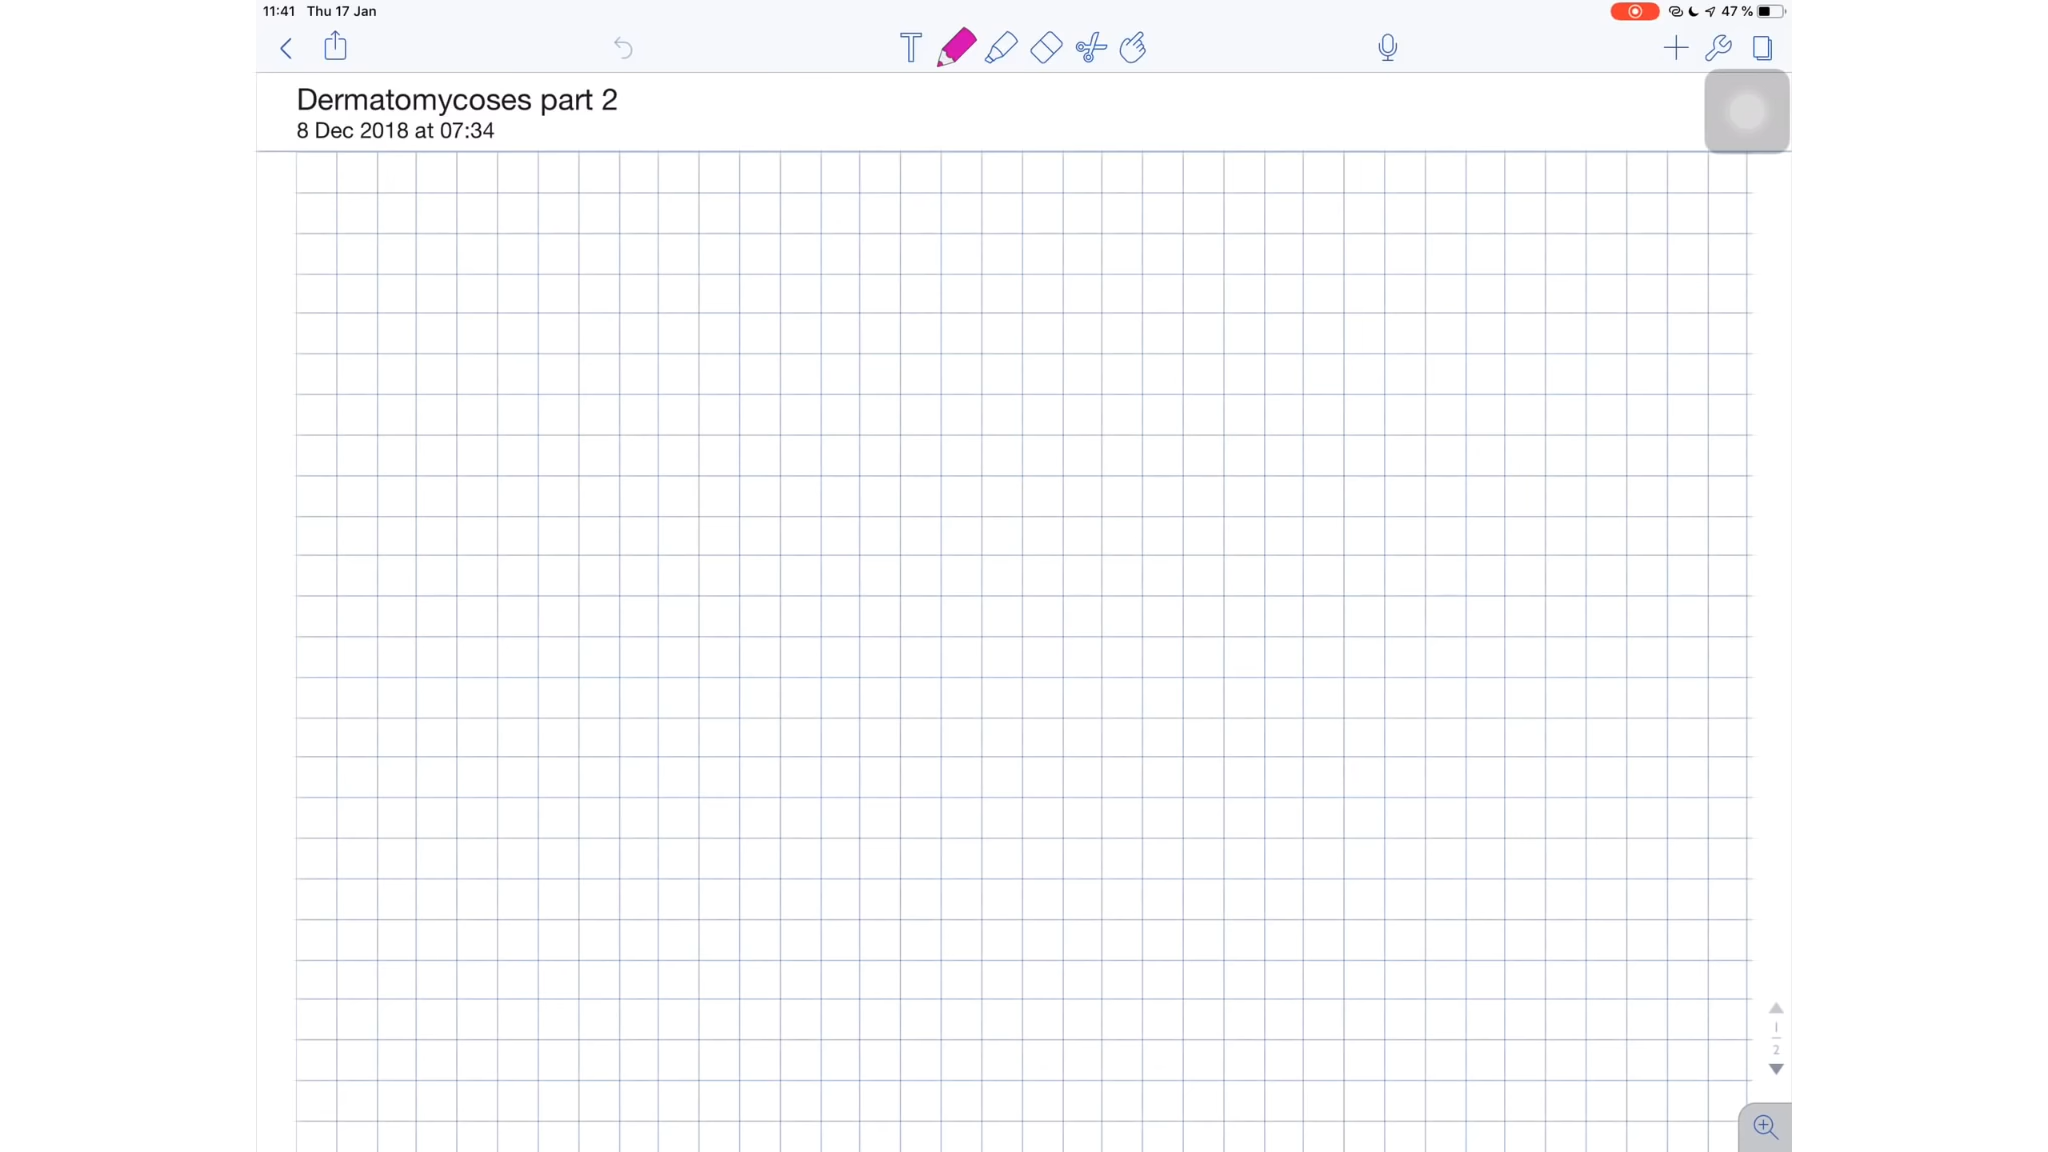 11:41 Thu 17 Jan
47 %
Dermatomycoses part 2
8 Dec 2018 at 07:34
1
2